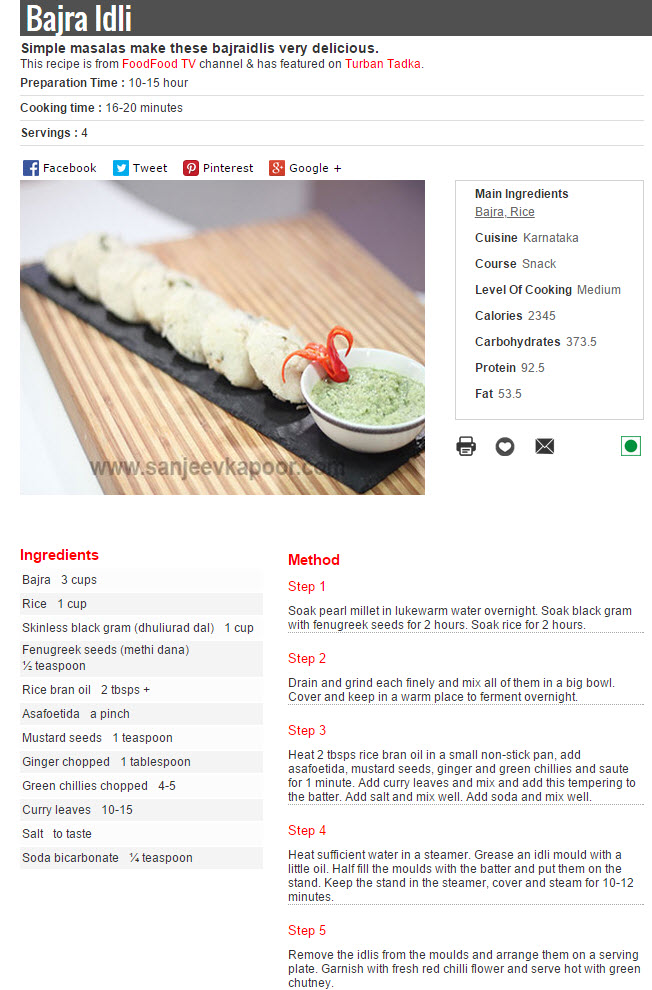 Bajra Idli
Simple masalas make these bajraidlis very delicious.
This recipe is from FoodFood TV channel & has featured on Turban Tadka.
Preparation Time : 10-15 hour
Cooking time : 16-20 minutes
Servings : 4
Facebook Tweet Pinterest Google +
www.sanjeevkapoor.com
Main Ingredients
Bajra, Rice
Cuisine Karnataka
Course Snack
Level Of Cooking Medium
Calories 2345
Carbohydrates 373.5
Protein 92.5
Fat 53.5
Ingredients
Bajra 3 cups
Rice 1 cup
Skinless black gram (dhuliurad dal) 1 cup
Fenugreek seeds (methi dana)
½ teaspoon
Rice bran oil 2 tbsps +
Asafoetida a pinch
Mustard seeds 1 teaspoon
Ginger chopped 1 tablespoon
Green chillies chopped 4-5
Curry leaves 10-15
Salt to taste
Soda bicarbonate ¼ teaspoon
Method
Step 1
Soak pearl millet in lukewarm water overnight. Soak black gram
with fenugreek seeds for 2 hours. Soak rice for 2 hours.
Step 2
Drain and grind each finely and mix all of them in a big bowl.
Cover and keep in a warm place to ferment overnight.
Step 3
Heat 2 tbsps rice bran oil in a small non-stick pan, add
asafoetida, mustard seeds, ginger and green chillies and saute
for 1 minute. Add curry leaves and mix and add this tempering to
the batter. Add salt and mix well. Add soda and mix well.
Step 4
Heat sufficient water in a steamer. Grease an idli mould with a
little oil. Half fill the moulds with the batter and put them on the
stand. Keep the stand in the steamer, cover and steam for 10-12
minutes.
Step 5
Remove the idlis from the moulds and arrange them on a serving
plate. Garnish with fresh red chilli flower and serve hot with green
chutney.